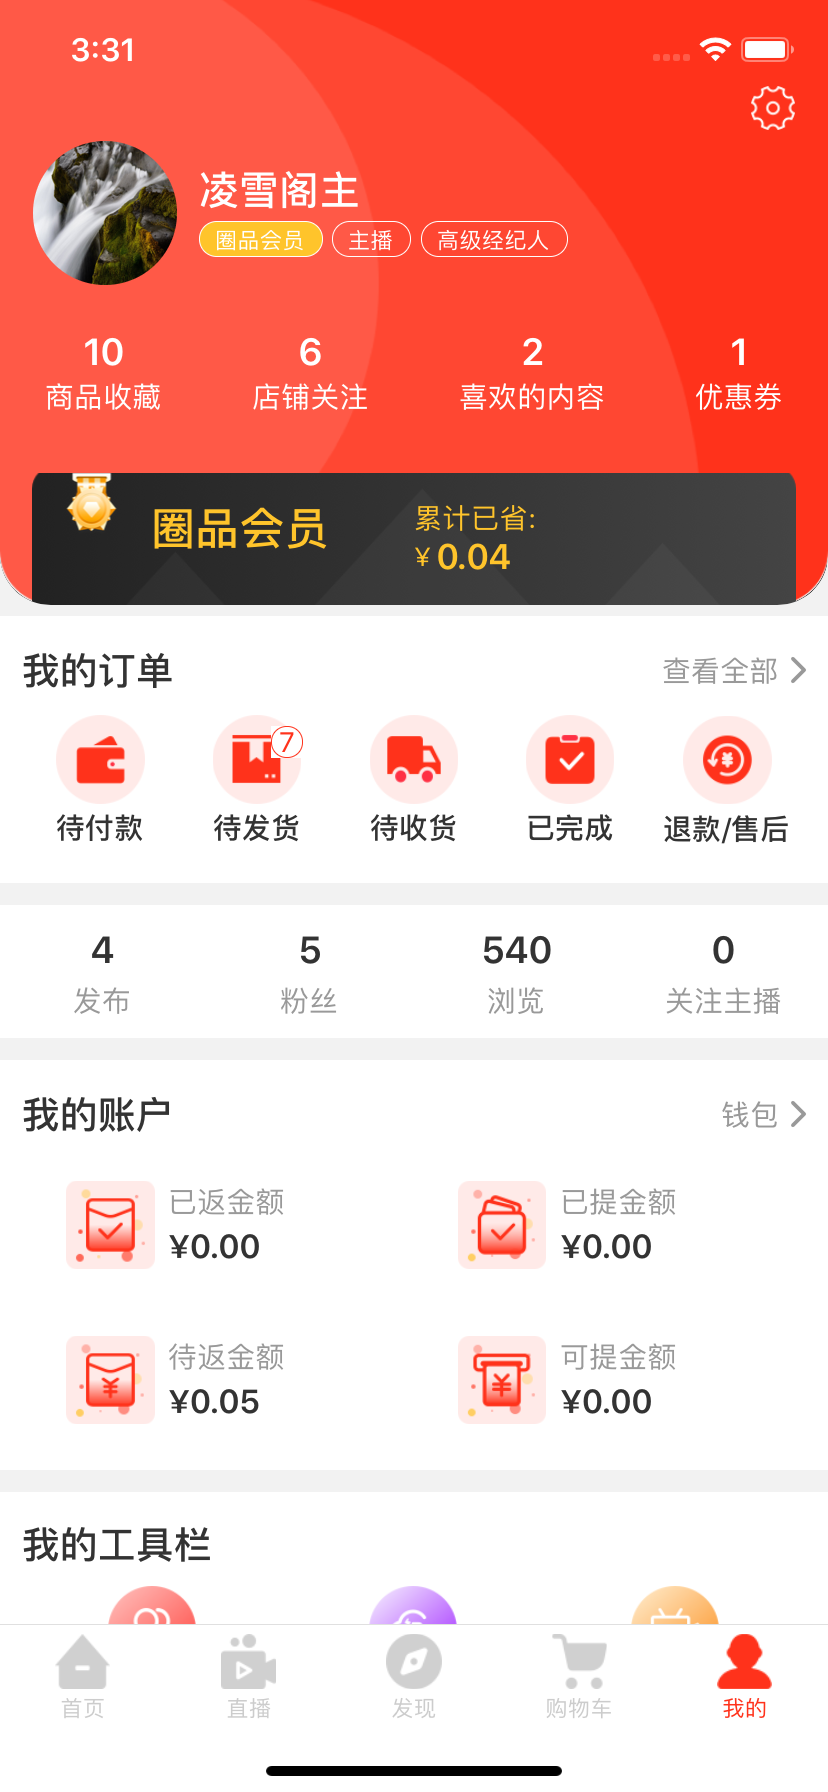 3:31
凌雪阁主
圈品会员 主播 高级经纪人
10 6 2 1
商品收藏 店铺关注 喜欢的内容 优惠券
圈品会员
累计已省:
¥ 0.04
我的订单 查看全部
7
待付款 待发货 待收货 已完成 退款/售后
4 5 540 0
发布 粉丝 浏览 关注主播
我的账户 钱包
已返金额 已提金额
¥0.00 ¥0.00
待返金额 可提金额
¥0.05 ¥0.00
我的工具栏
首页 直播 发现 购物车 我的